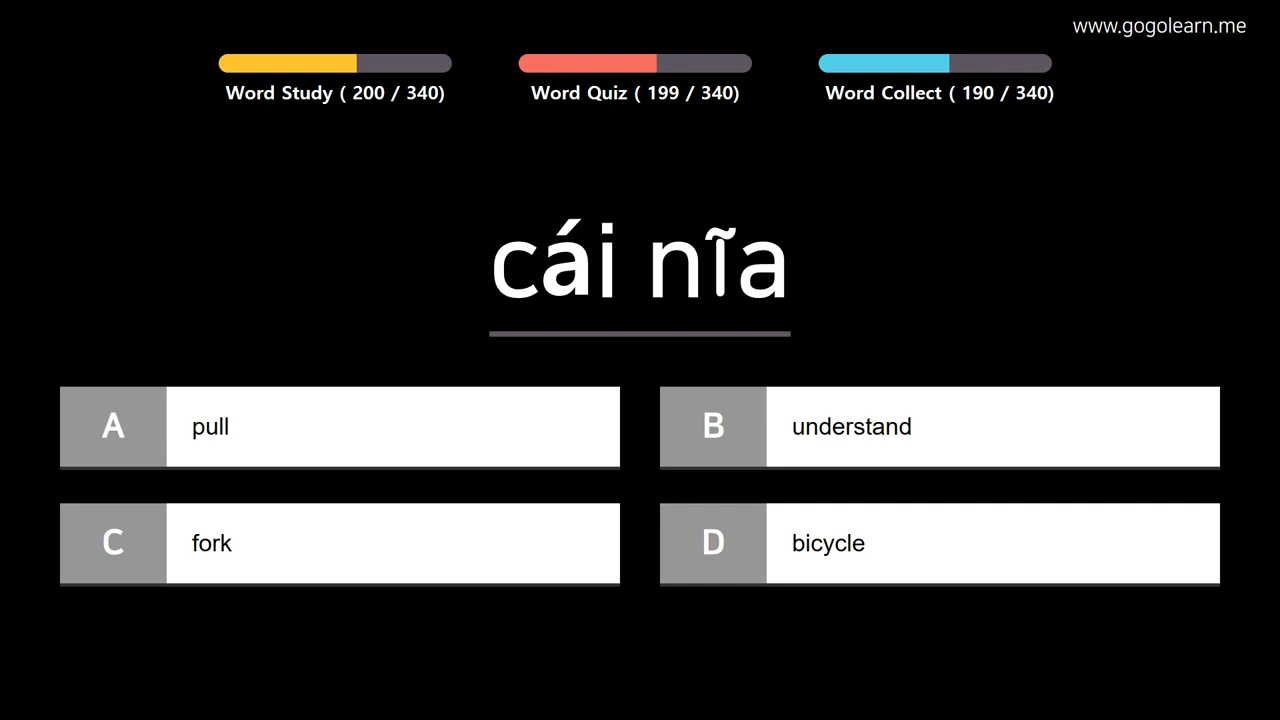 www.gogolearn.me
Word Study ( 200 / 340)
Word Quiz ( 199 / 340)
Word Collect ( 190 / 340)
cái nĩa
A pull
B understand
C fork
D bicycle